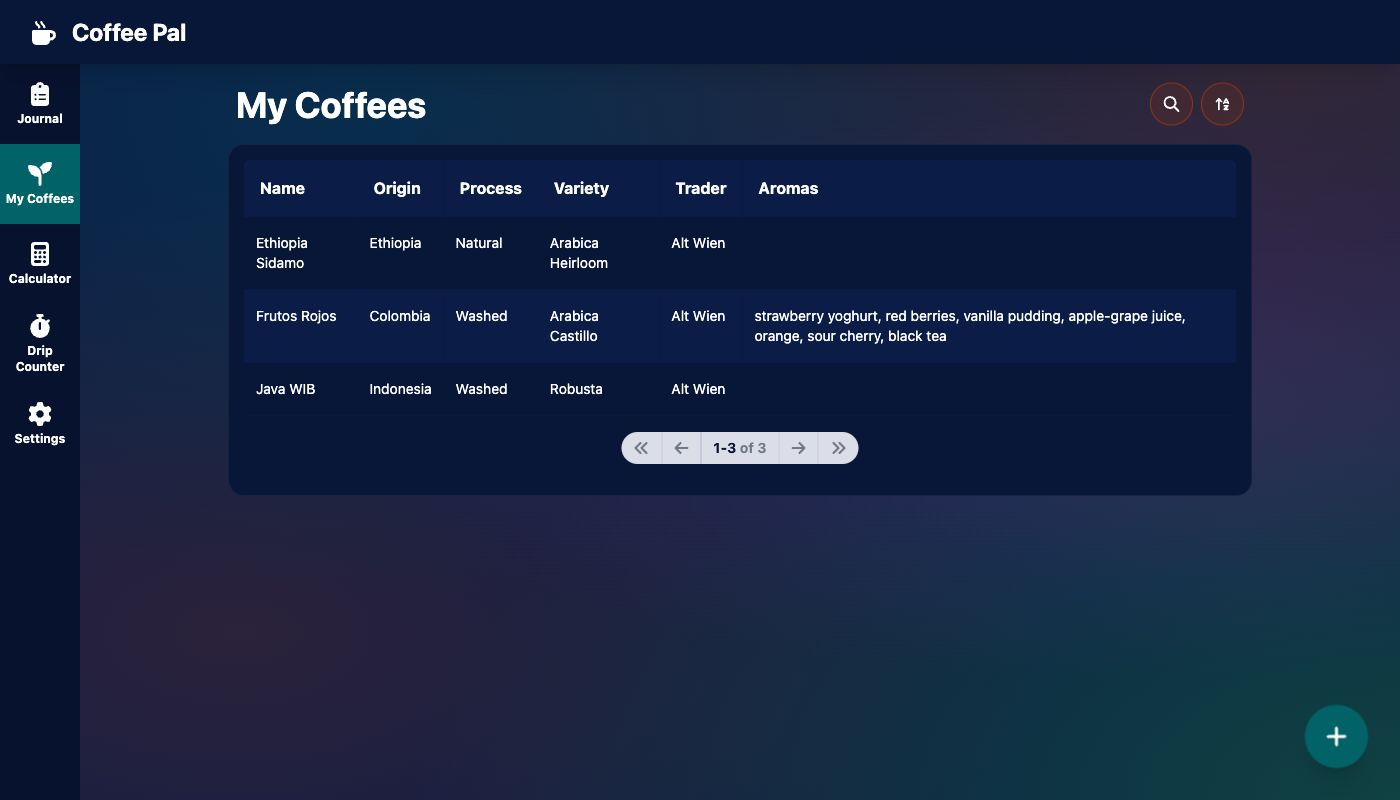 Coffee Pal
Journal
My Coffees
Calculator
Drip
Counter
Settings
My Coffees
Name Origin Process Variety Trader Aromas
Ethiopia Sidamo Ethiopia Natural Arabica Heirloom Alt Wien
Frutos Rojos Colombia Washed Arabica Castillo Alt Wien strawberry yoghurt, red berries, vanilla pudding, apple-grape juice,
orange, sour cherry, black tea
Java WIB Indonesia Washed Robusta Alt Wien
1-3 of 3